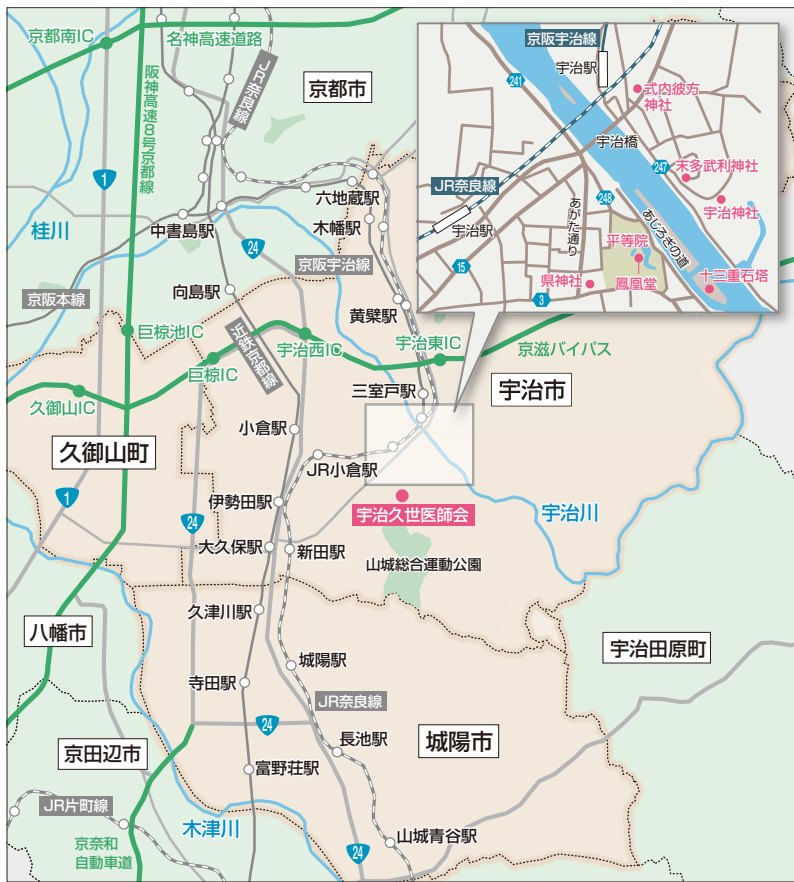 京都南IC
名神高速道路
阪神高速8号京都線
JR奈良線
京都市
1
桂川
中書島駅
24
六地蔵駅
木幡駅
京阪宇治線
向島駅
京阪本線
黄檗駅
巨椋池IC
近鉄京都線
宇治西IC
宇治東IC
京滋バイパス
巨椋IC
久御山IC
三室戸駅
宇治市
久御山町
小倉駅
JR小倉駅
1
24
伊勢田駅
宇治久世医師会
宇治川
大久保駅
新田駅
山城総合運動公園
久津川駅
八幡市
宇治田原町
城陽駅
寺田駅
JR奈良線
24
長池駅
城陽市
京田辺市
富野荘駅
JR片町線
木津川
山城青谷駅
京奈和
自動車道
24
京阪宇治線
宇治駅
241
式内彼方
神社
宇治橋
247
末多武利神社
JR奈良線
宇治神社
248
あがた通り
宇治駅
平等院
あじろぎの道
15
県神社
鳳凰堂
十三重石塔
3